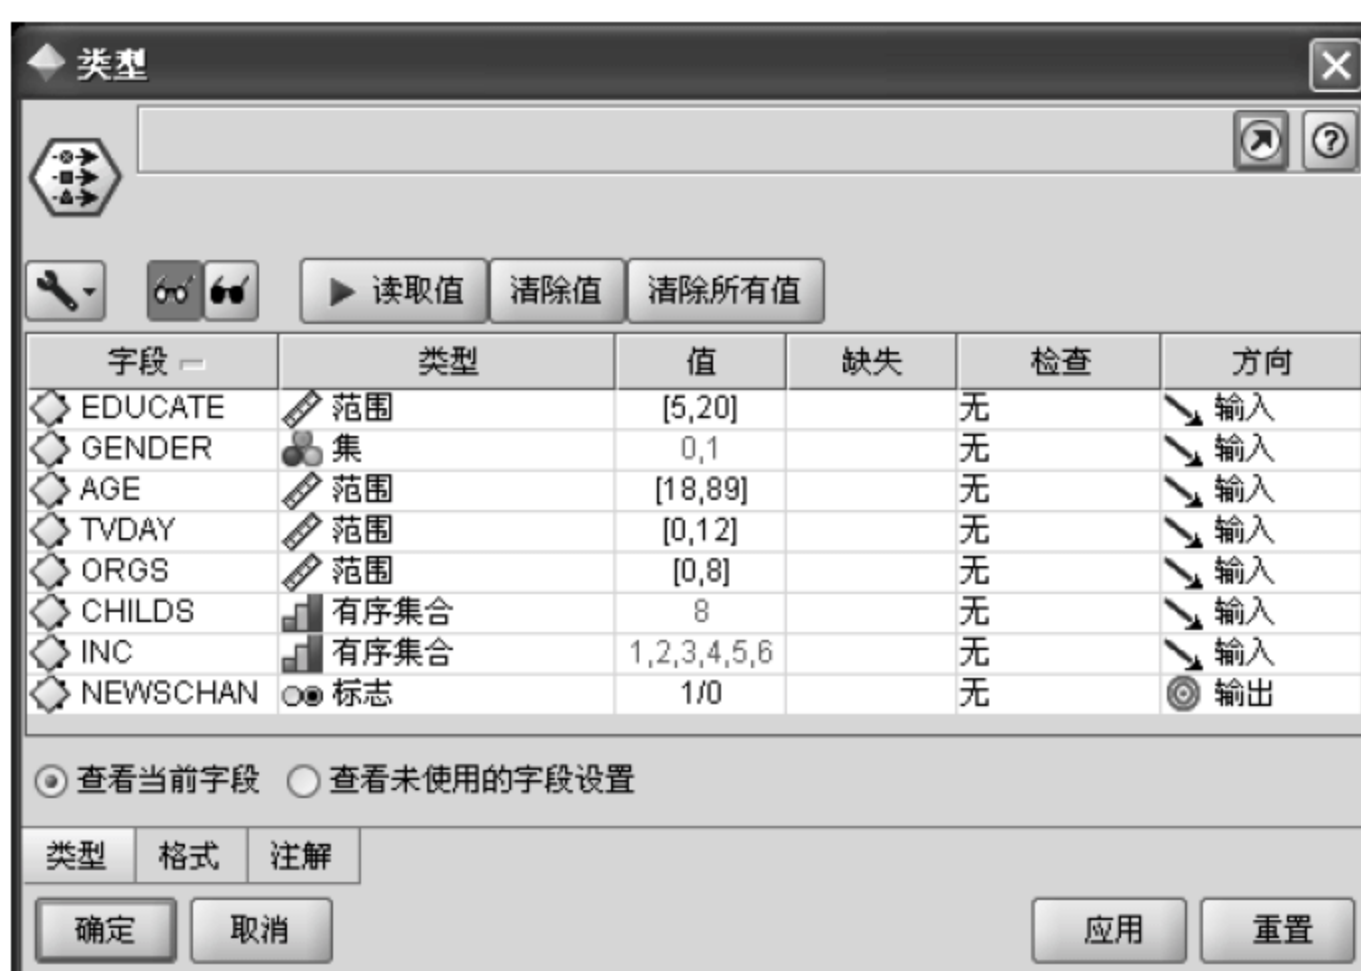 类型
读取值 清除值 清除所有值
字段 类型 值 缺失 检查 方向
EDUCATE 范围 [5,20] 无 输入
GENDER 集 0,1 无 输入
AGE 范围 [18,89] 无 输入
TVDAY 范围 [0,12] 无 输入
ORGS 范围 [0,8] 无 输入
CHILDS 有序集合 8 无 输入
INC 有序集合 1,2,3,4,5,6 无 输入
NEWSCHAN 标志 1/0 无 输出
查看当前字段 查看未使用的字段设置
类型 格式 注解
确定 取消 应用 重置